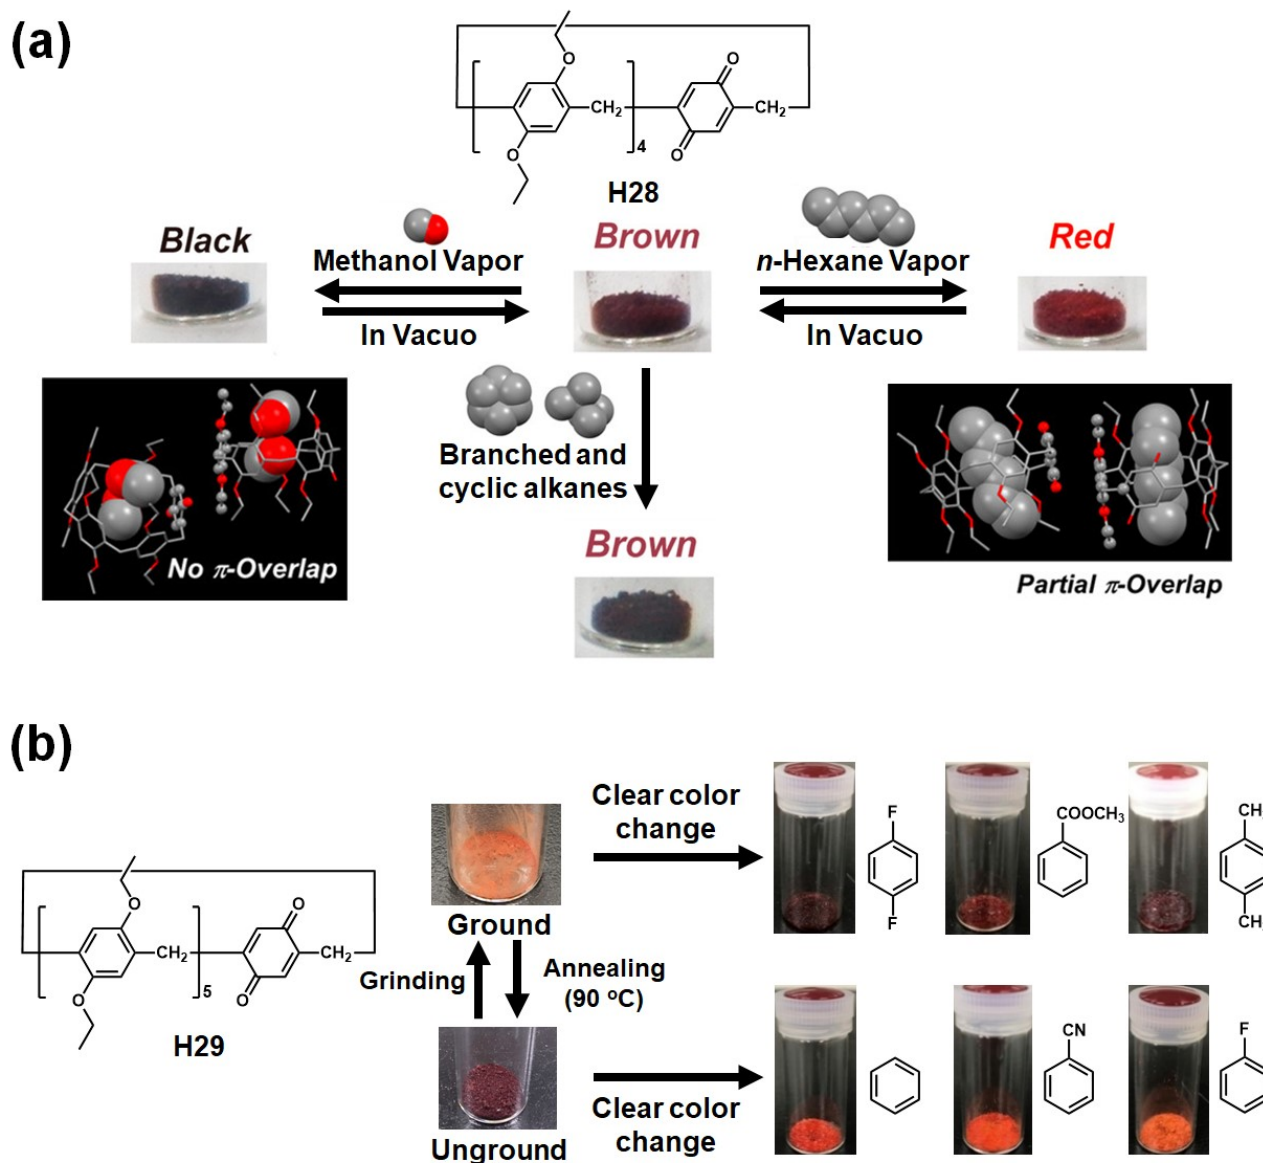 (a)
O
CH2
4
O
O
O
CH2
H28
Black
Methanol Vapor
In Vacuo
Brown
n-Hexane Vapor
In Vacuo
Red
No π-Overlap
Branched and
cyclic alkanes
Partial π-Overlap
Brown
(b)
O
CH2
5
O
O
O
CH2
H29
Ground
Grinding
Annealing
(90 °C)
Unground
Clear color
change
F
F
COOCH3
CH
CH
Clear color
change
CN
F